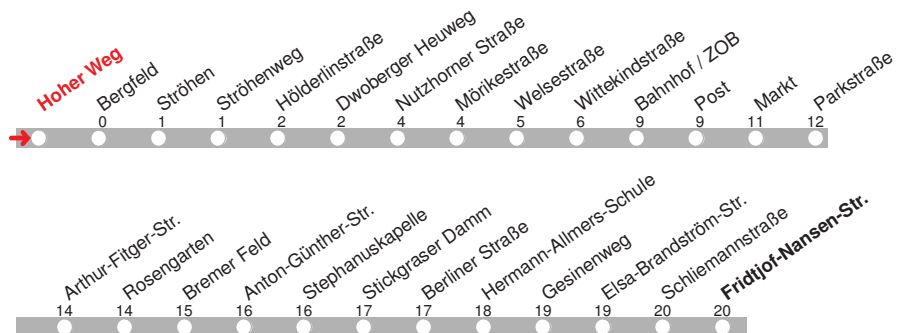 Hoher Weg
Bergfeld
Ströhen
Ströhenweg
Hölderlinstraße
Dwoberger Heuweg
Nutzhorner Straße
Mörikestraße
Welsestraße
Wittekindstraße
Bahnhof / ZOB
Post
Markt
Parkstraße
0 1 1 2 2 4 4 5 6 9 9 11 12
Arthur-Fitger-Str.
Rosengarten
Bremer Feld
Anton-Günther-Str.
Stephanuskapelle
Stickgraser Damm
Berliner Straße
Hermann-Allmers-Schule
Gesinenweg
Elsa-Brandström-Str.
Schliemannstraße
Fridtjof-Nansen-Str.
14 14 15 16 16 17 17 18 19 19 20 20